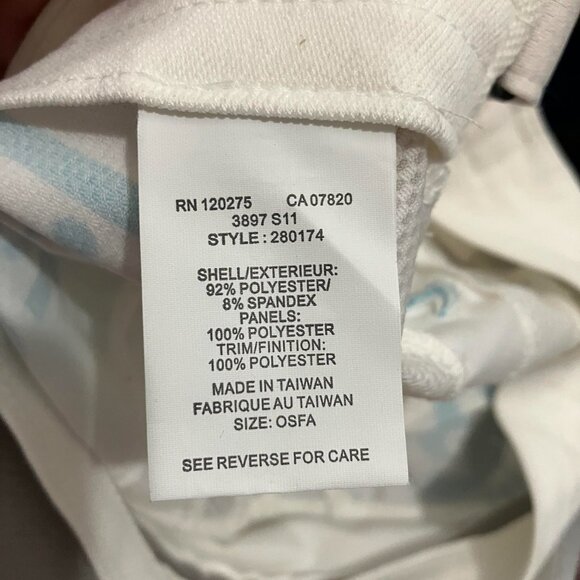 RN 120275 CA 07820
3897 S11
STYLE : 280174
SHELL/EXTERIEUR:
92% POLYESTER/
8% SPANDEX
PANELS:
100% POLYESTER
TRIM/FINITION:
100% POLYESTER
MADE IN TAIWAN
FABRIQUE AU TAIWAN
SIZE: OSFA
SEE REVERSE FOR CARE